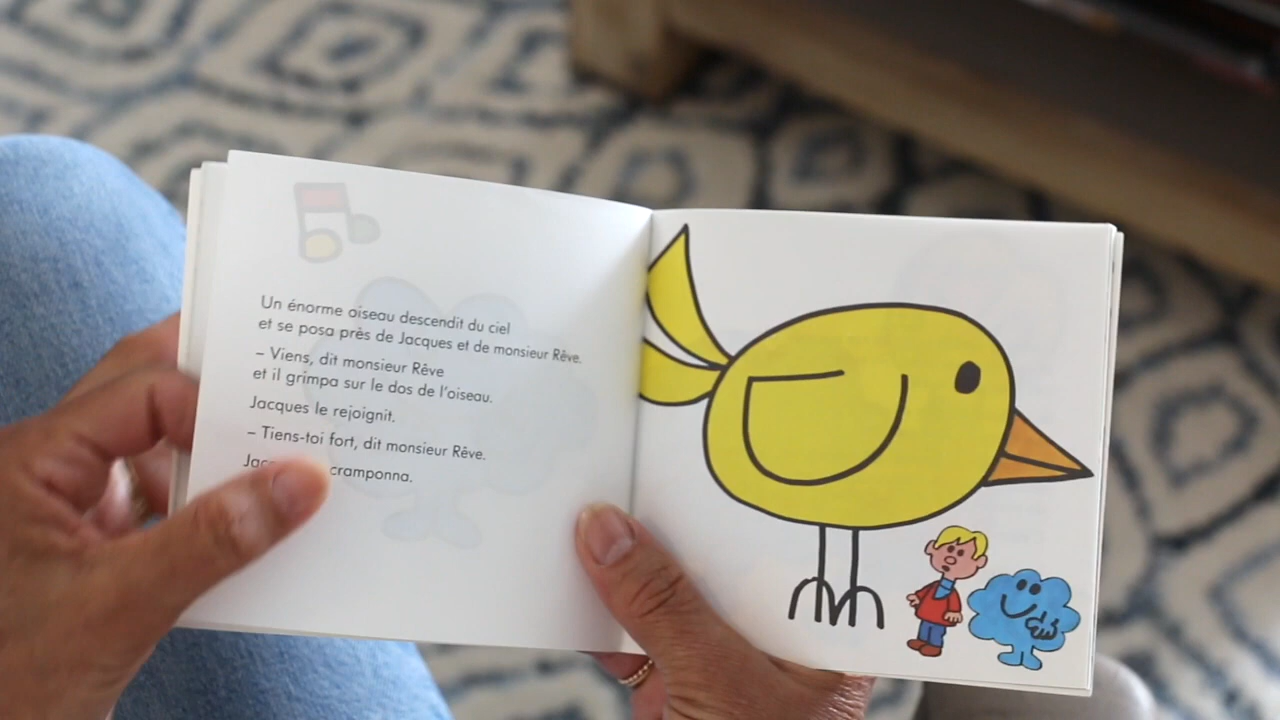 Un énorme oiseau descendit du ciel
et se posa près de Jacques et de monsieur Rêve.
– Viens, dit monsieur Rêve
et il grimpa sur le dos de l'oiseau.
Jacques le rejoignit.
– Tiens-toi fort, dit monsieur Rêve.
cramponna.